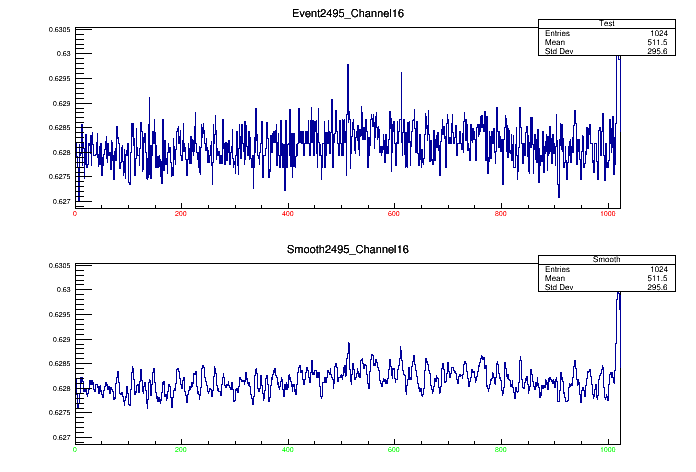 Event2495_Channel16
Test
Entries 1024
Mean 511.5
Std Dev 295.6
0.6305
0.63
0.6295
0.629
0.6285
0.628
0.6275
0.627
0 200 400 600 800 1000
Smooth2495_Channel16
Smooth
Entries 1024
Mean 511.5
Std Dev 295.6
0.6305
0.63
0.6295
0.629
0.6285
0.628
0.6275
0.627
0 200 400 600 800 1000